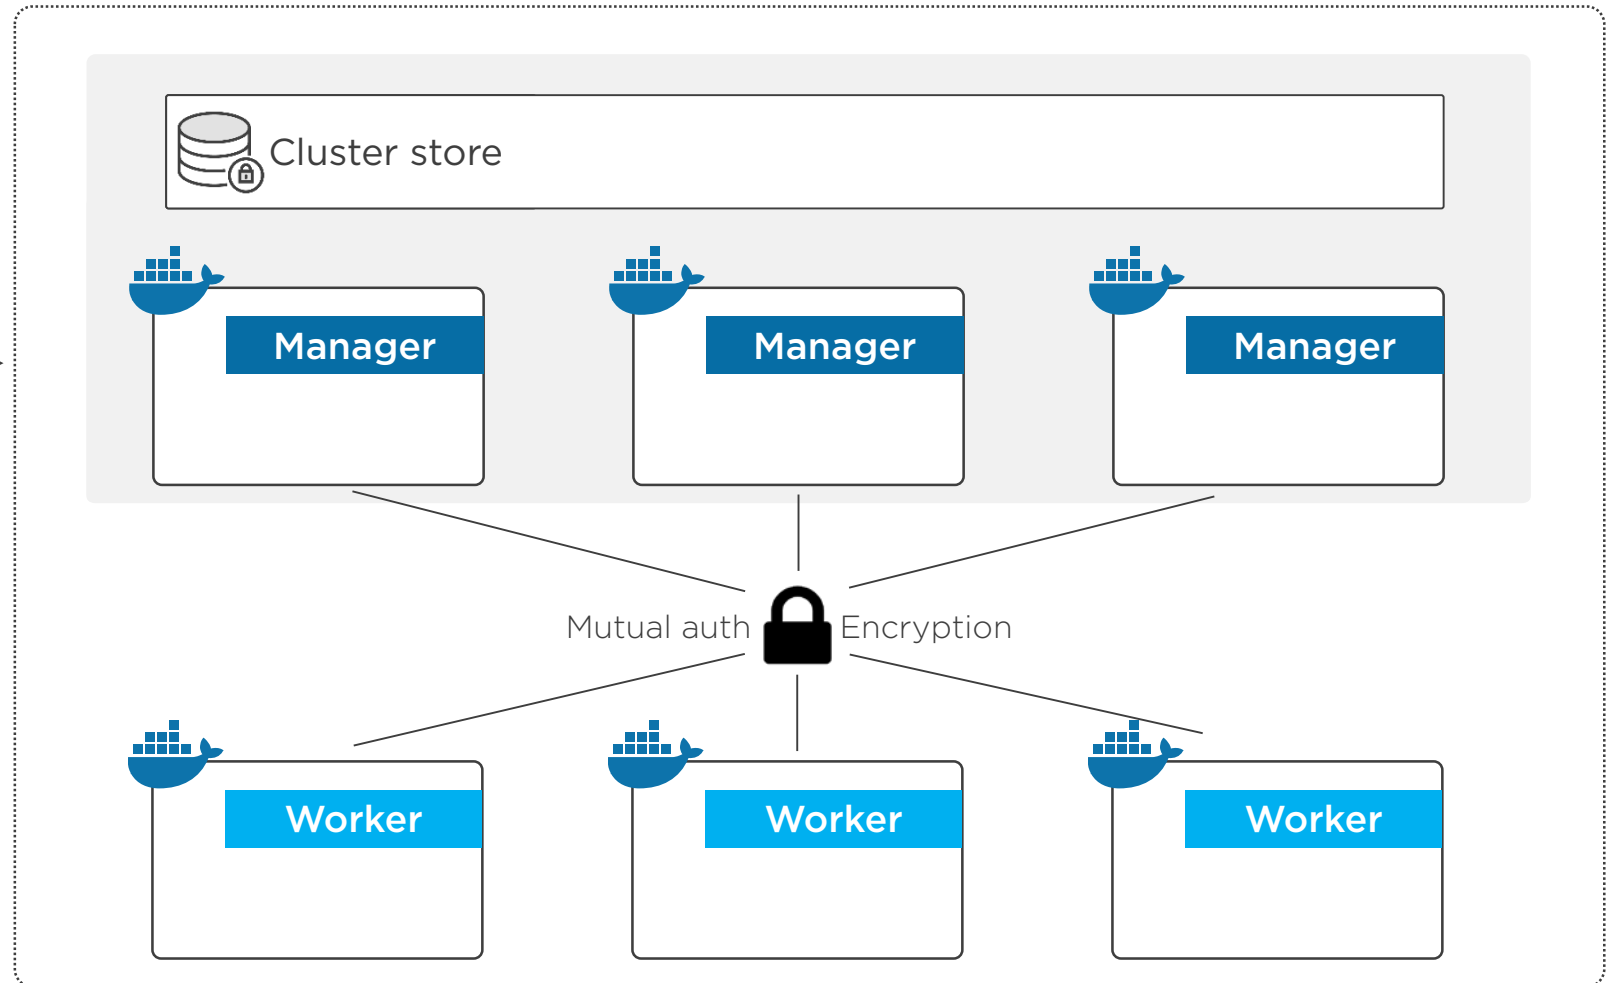 Cluster store
Manager
Manager
Manager
Mutual auth
Encryption
Worker
Worker
Worker